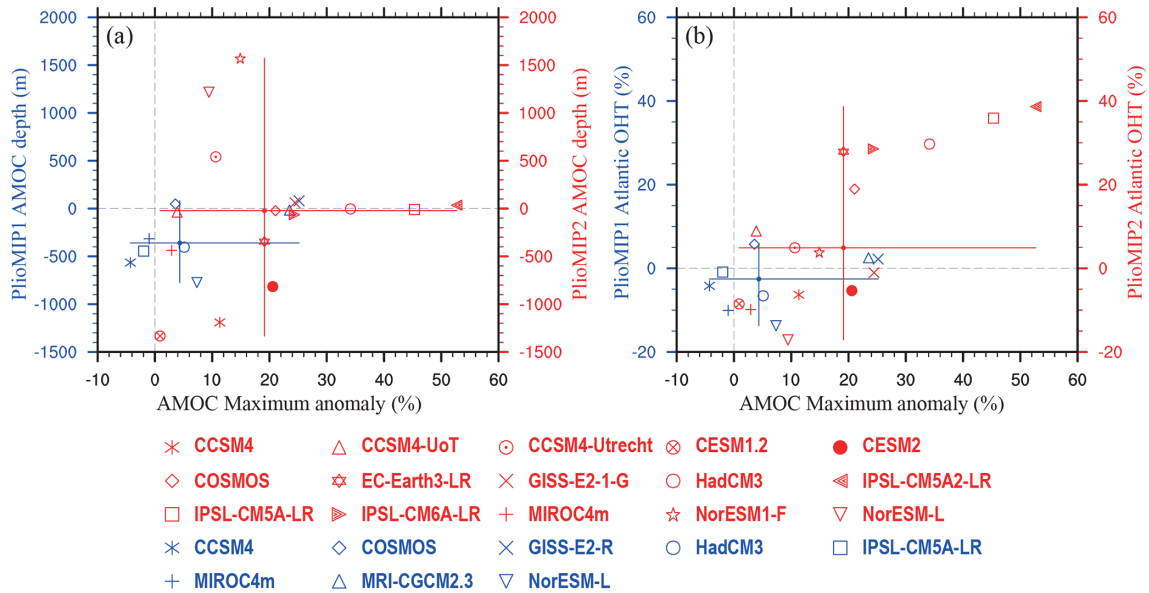 (a)
2000
1500
1000
500
0
-500
-1000
-1500
PlioMIP1 AMOC depth (m)
2000
1500
1000
500
0
-500
-1000
-1500
PlioMIP2 AMOC depth (m)
-10 0 10 20 30 40 50 60
AMOC Maximum anomaly (%)
(b)
60
40
20
0
-20
PlioMIP1 Atlantic OHT (%)
60
40
20
0
-20
PlioMIP2 Atlantic OHT (%)
-10 0 10 20 30 40 50 60
AMOC Maximum anomaly (%)
CCSM4 CCSM4-UoT CCSM4-Utrecht CESM1.2 CESM2
COSMOS EC-Earth3-LR GISS-E2-1-G HadCM3 IPSL-CM5A2-LR
IPSL-CM5A-LR IPSL-CM6A-LR MIROC4m NorESM1-F NorESM-L
CCSM4 COSMOS GISS-E2-R HadCM3 IPSL-CM5A-LR
MIROC4m MRI-CGCM2.3 NorESM-L